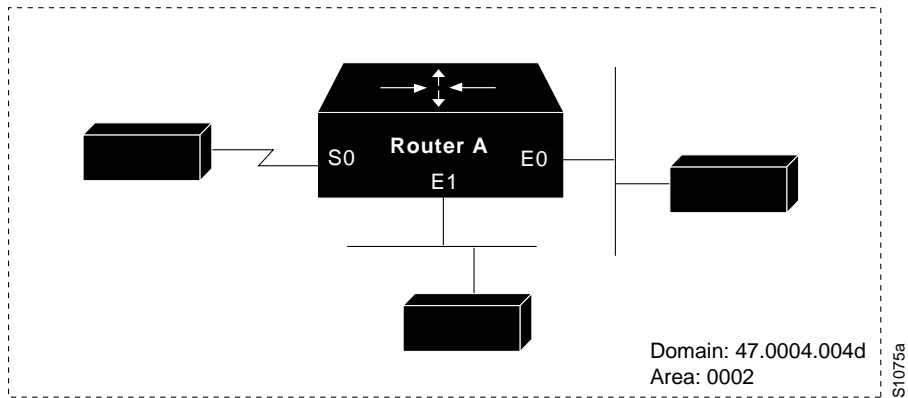 Router A
S0
E0
E1
Domain: 47.0004.004d
Area: 0002
S1075a